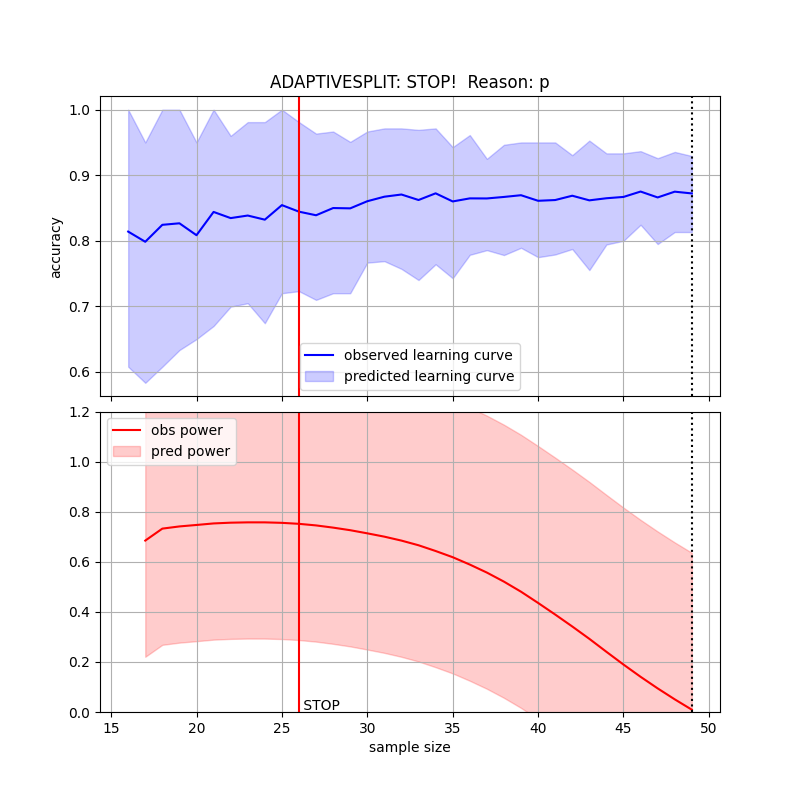 ADAPTIVESPLIT: STOP!  Reason: p
1.0
0.9
0.8
0.7
0.6
accuracy
observed learning curve
predicted learning curve
1.2
1.0
0.8
0.6
0.4
0.2
0.0
obs power
pred power
STOP
15 20 25 30 35 40 45 50
sample size